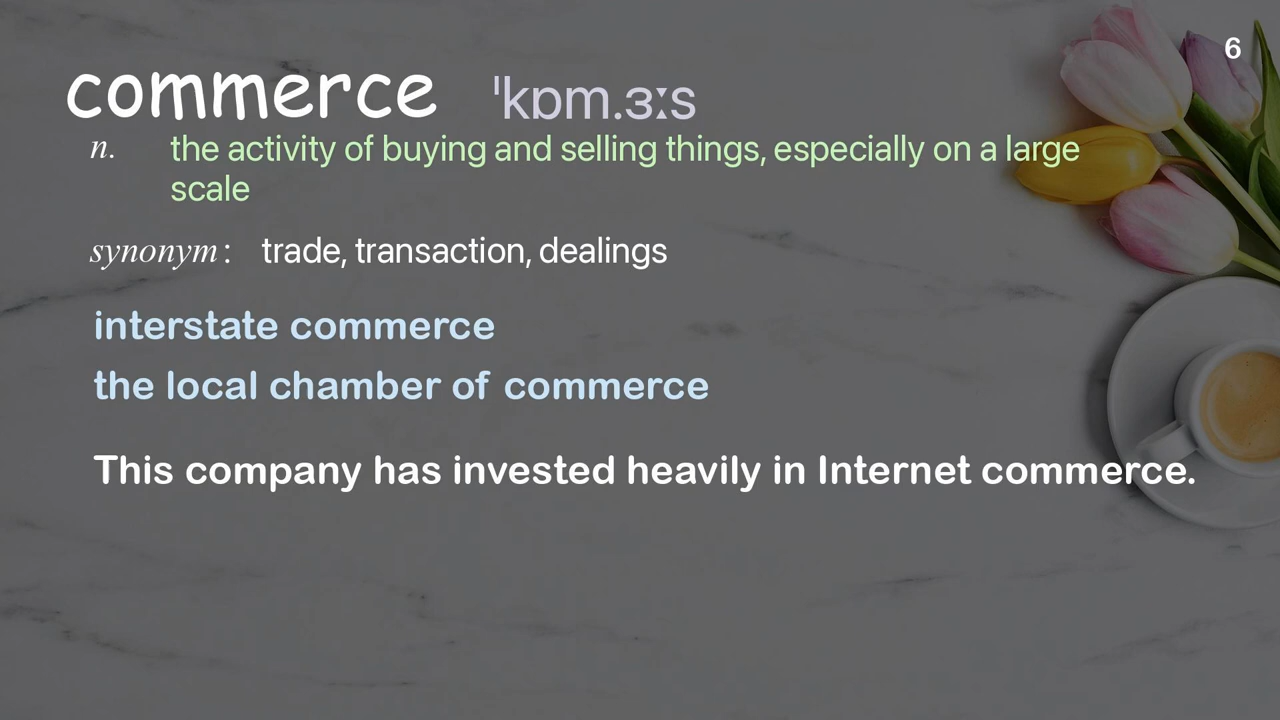 6
commerce ˈkɒm.ɜːs
n. the activity of buying and selling things, especially on a large
scale
synonym: trade, transaction, dealings
interstate commerce
the local chamber of commerce
This company has invested heavily in Internet commerce.